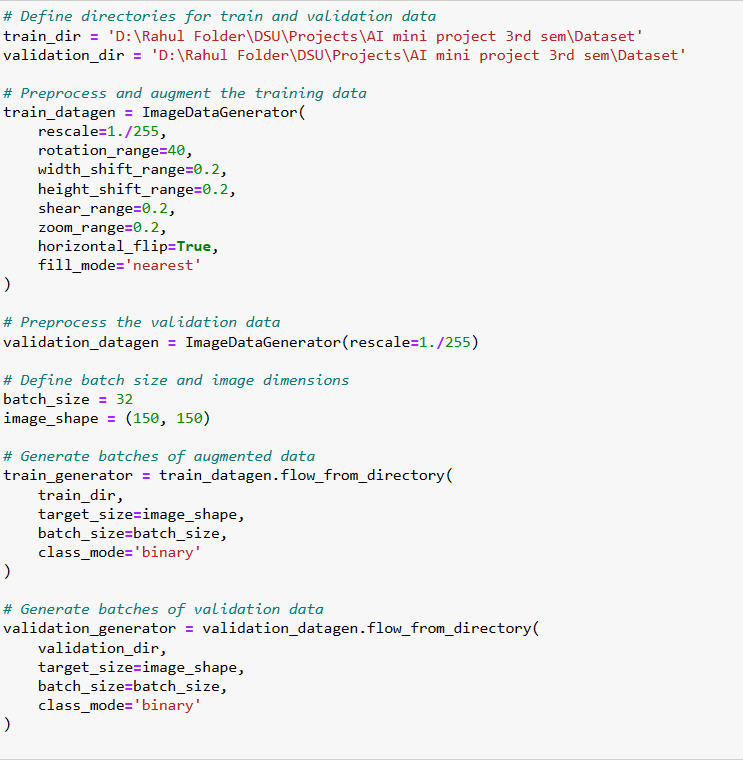 # Define directories for train and validation data
train_dir = 'D:\Rahul Folder\DSU\Projects\AI mini project 3rd sem\Dataset'
validation_dir = 'D:\Rahul Folder\DSU\Projects\AI mini project 3rd sem\Dataset'

# Preprocess and augment the training data
train_datagen = ImageDataGenerator(
    rescale=1./255,
    rotation_range=40,
    width_shift_range=0.2,
    height_shift_range=0.2,
    shear_range=0.2,
    zoom_range=0.2,
    horizontal_flip=True,
    fill_mode='nearest'
)

# Preprocess the validation data
validation_datagen = ImageDataGenerator(rescale=1./255)

# Define batch size and image dimensions
batch_size = 32
image_shape = (150, 150)

# Generate batches of augmented data
train_generator = train_datagen.flow_from_directory(
    train_dir,
    target_size=image_shape,
    batch_size=batch_size,
    class_mode='binary'
)

# Generate batches of validation data
validation_generator = validation_datagen.flow_from_directory(
    validation_dir,
    target_size=image_shape,
    batch_size=batch_size,
    class_mode='binary'
)